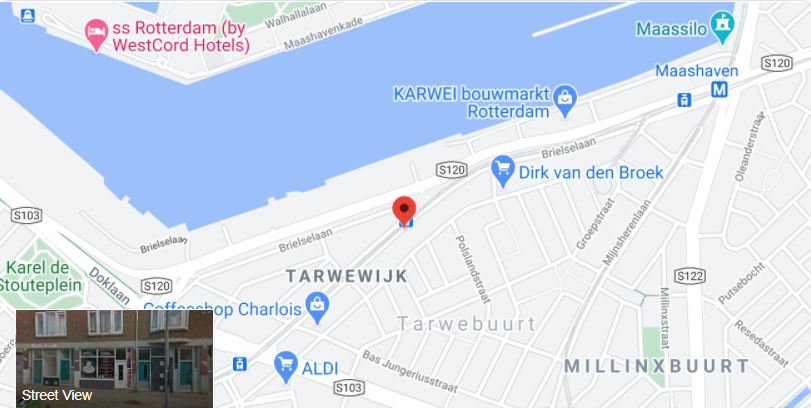 Walhallalaan
ss Rotterdam (by
WestCord Hotels)
Maashavenkade
Maassilo
S120
Maashaven
M
KARWEI bouwmarkt
Rotterdam
Oleanderstraat
Brielselaan
S120
Dirk van den Broek
S103
Groepstraat
Mijnsherenlaan
Brielselaan
Brielselaan
Polslandstraat
Karel de
Stouteplein
Doklaan
S120
TARWEWIJK
S122
Putsebocht
Coffeeshop Charlois
Tarwebuurt
Millinxstraat
Resedastraat
Bas Jungeriusstraat
ALDI
MILLINXBUURT
S103
Street View